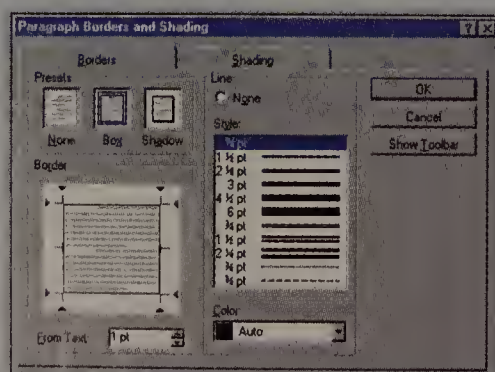 Paragraph Borders and Shading
Borders
Shading
Presets
None
Box
Shadow
Border
From Text:
1 pt
Line
None
Style:
¾ pt
1 ½ pt
2 ¼ pt
3 pt
4 ½ pt
6 pt
¾ pt
1 ½ pt
2 ¼ pt
¾ pt
¾ pt
Color
Auto
OK
Cancel
Show Toolbar